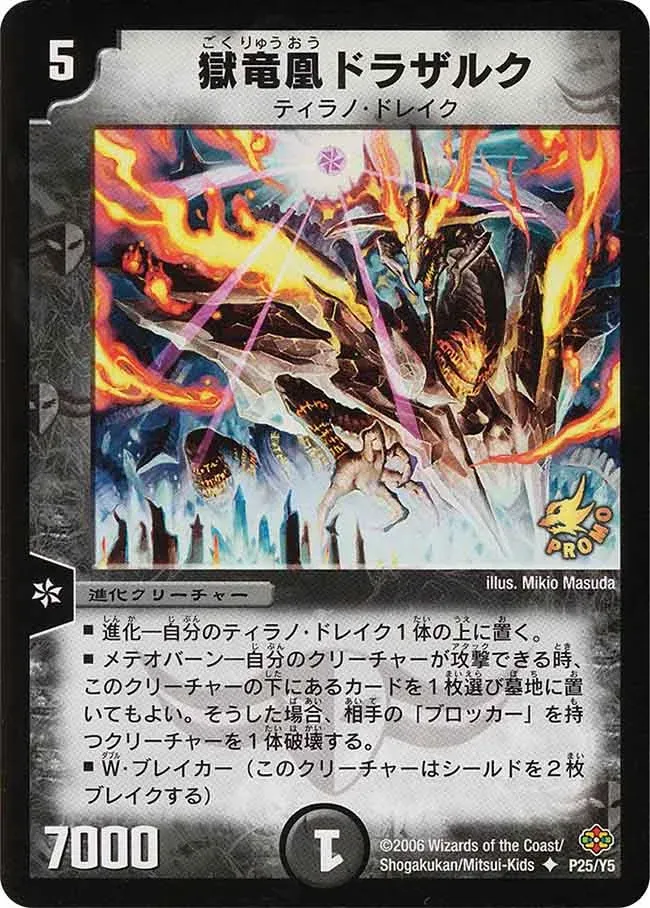 5
ごくりゅうおう
獄竜凰ドラザルク
ティラノ・ドレイク
PROMO
illus. Mikio Masuda
進化クリーチャー
■ 進化―自分のティラノ・ドレイク1体の上に置く。
■ メテオバーン―自分のクリーチャーが攻撃できる時、
このクリーチャーの下にあるカードを1枚選び墓地に置
いてもよい。そうした場合、相手の「ブロッカー」を持
つクリーチャーを1体破壊する。
■ W・ブレイカー(このクリーチャーはシールドを2枚
ブレイクする)
7000
1
©2006 Wizards of the Coast/
Shogakukan/Mitsui-Kids
P25/Y5